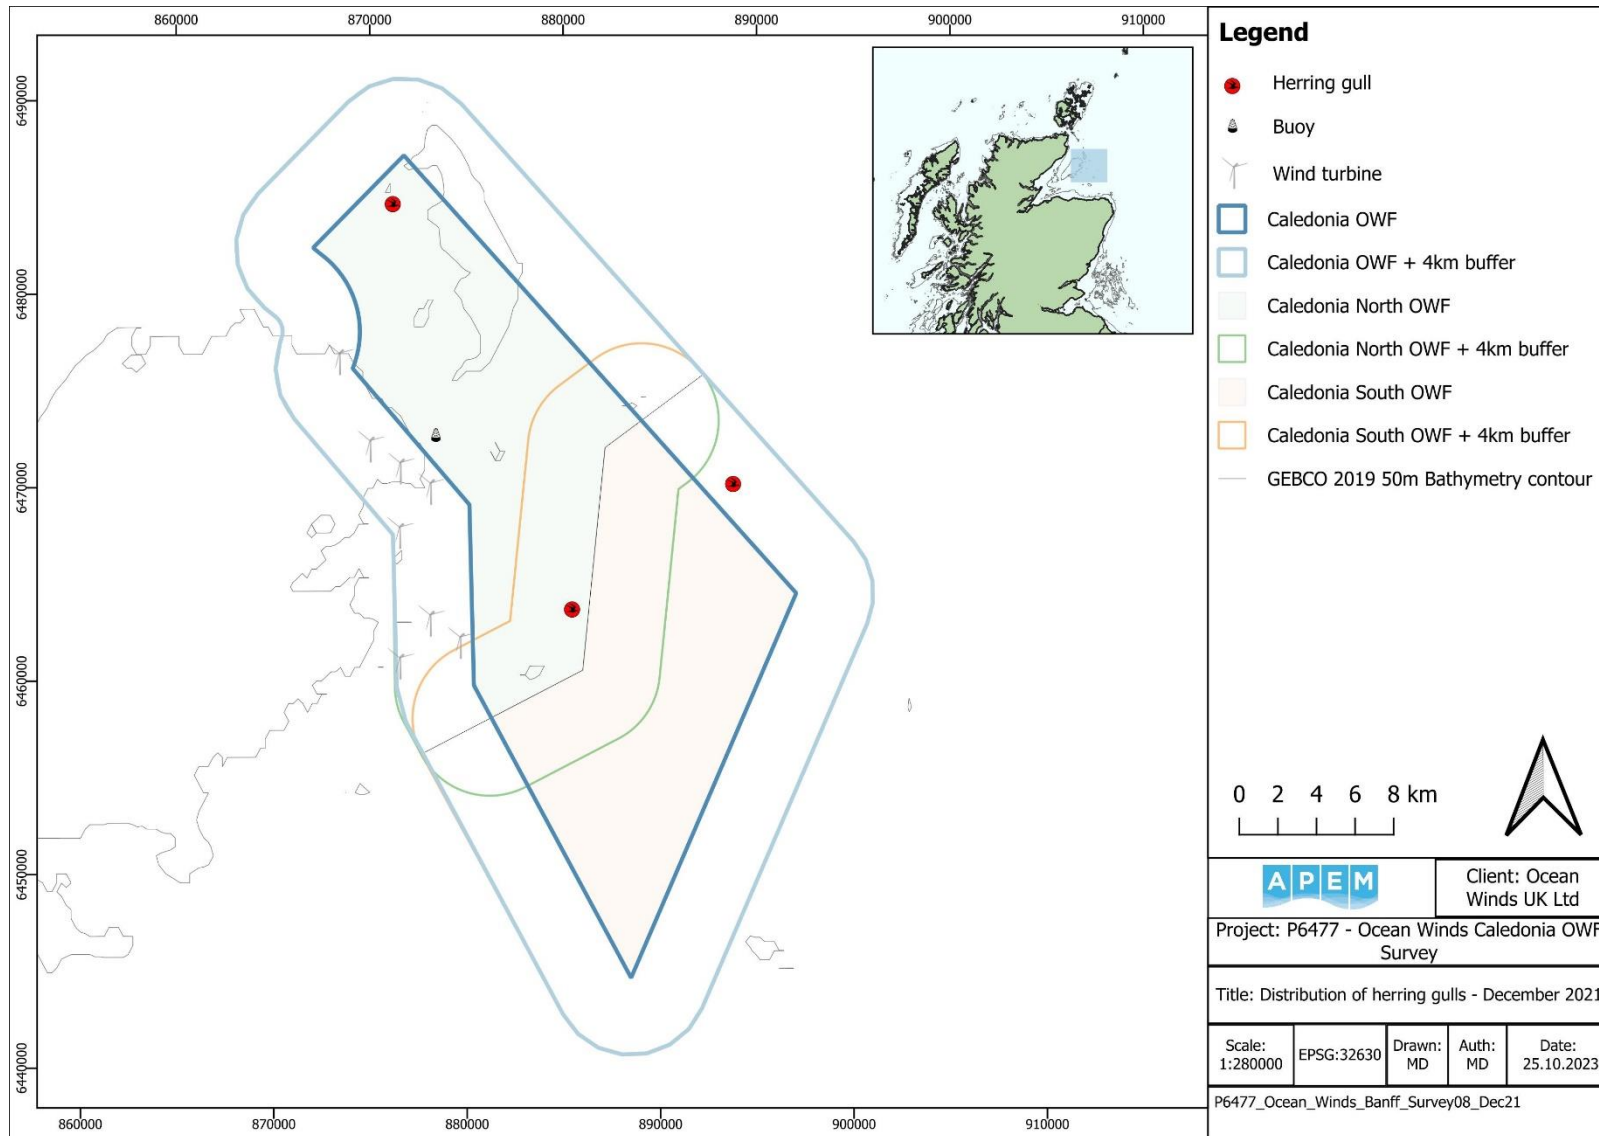 860000 870000 880000 890000 900000 910000
6490000
6480000
6470000
6460000
6450000
6440000
860000 870000 880000 890000 900000 910000
Legend
Herring gull
Buoy
Wind turbine
Caledonia OWF
Caledonia OWF + 4km buffer
Caledonia North OWF
Caledonia North OWF + 4km buffer
Caledonia South OWF
Caledonia South OWF + 4km buffer
GEBCO 2019 50m Bathymetry contour
0 2 4 6 8 km
APEM
Client: Ocean
Winds UK Ltd
Project: P6477 - Ocean Winds Caledonia OWF
Survey
Title: Distribution of herring gulls - December 2021
Scale:
1:280000
EPSG:32630
Drawn:
MD
Auth:
MD
Date:
25.10.2023
P6477_Ocean_Winds_Banff_Survey08_Dec21